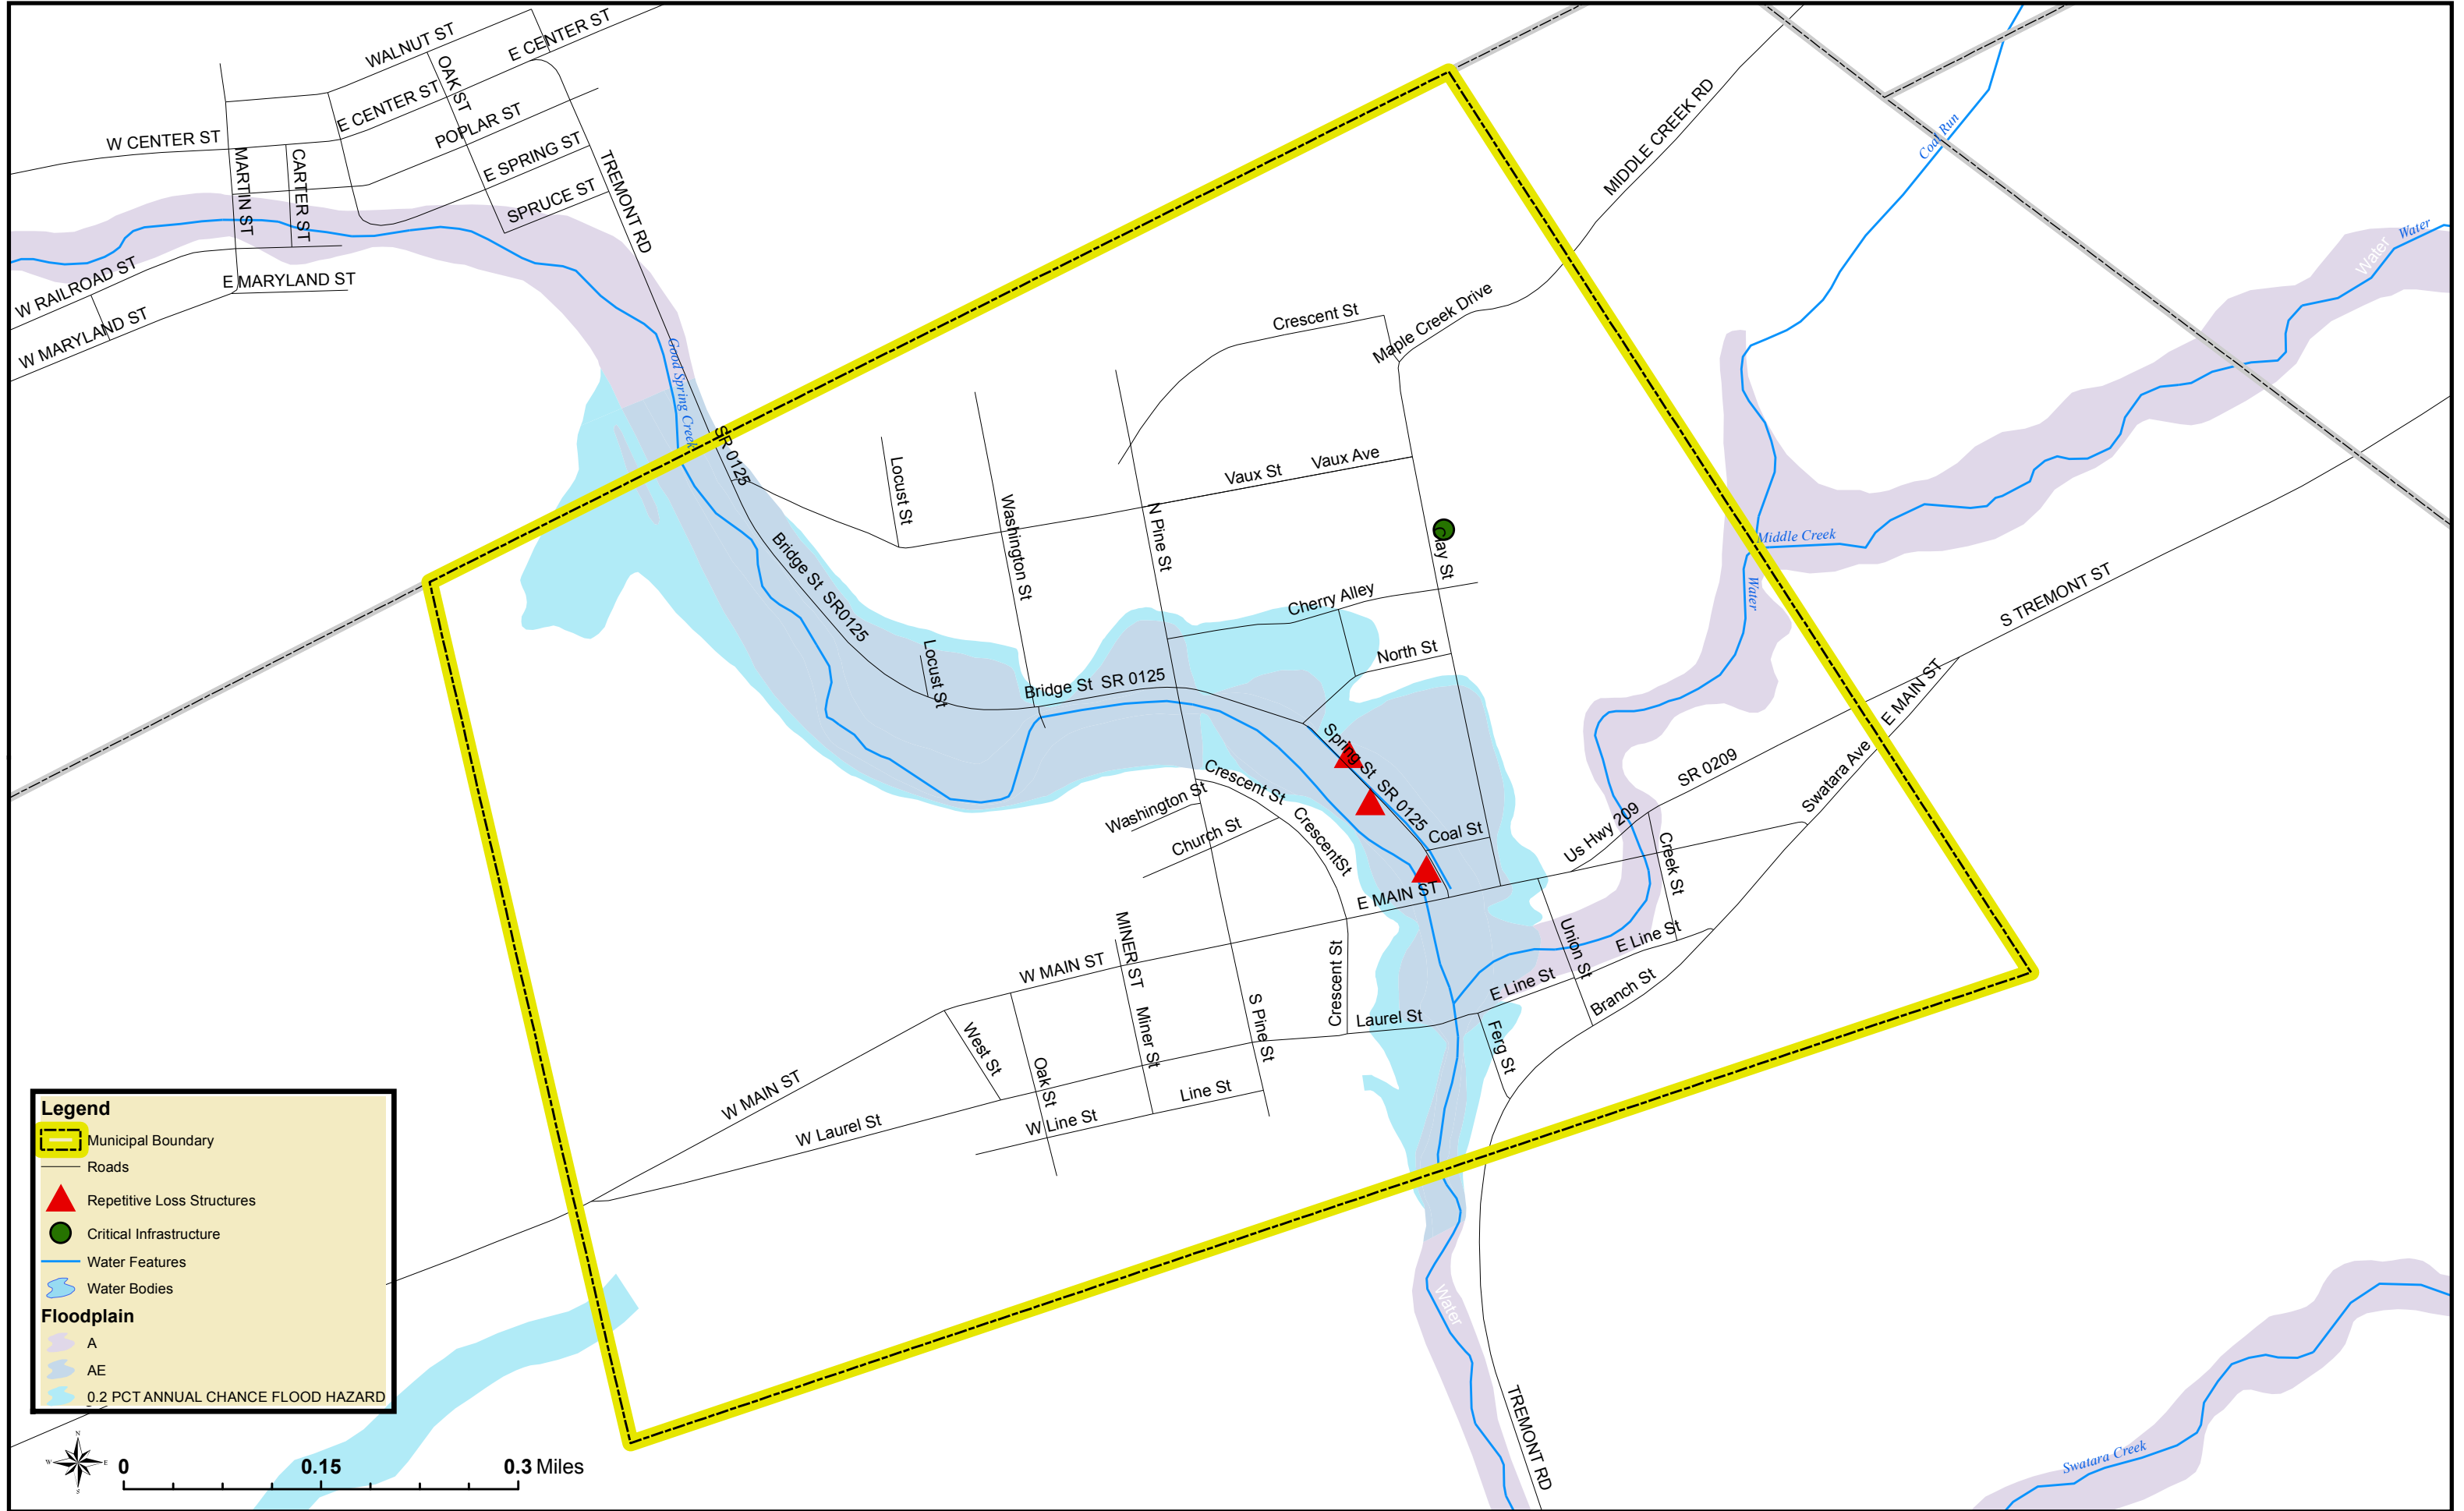 WALNUT ST
E CENTER ST
OAK ST
E CENTER ST
POPLAR ST
W CENTER ST
MARTIN ST
CARTER ST
E SPRING ST
SPRUCE ST
TREMONT RD
W RAILROAD ST
E MARYLAND ST
W MARYLAND ST
Good Spring Creek
MIDDLE CREEK RD
Coal Run
Water
Water
Crescent St
Maple Creek Drive
SR 0125
Locust St
Washington St
N Pine St
Vaux St
Vaux Ave
Clay St
Middle Creek
Water
Bridge St SR0125
Cherry Alley
North St
Locust St
Bridge St SR 0125
S TREMONT ST
E MAIN ST
Spring St SR 0125
Crescent St
Washington St
Church St
CrescentSt
Coal St
Us Hwy 209
SR 0209
Swatara Ave
Creek St
E MAIN ST
MINER ST
W MAIN ST
Crescent St
Union St
E Line St
E Line St
Branch St
West St
Oak St
Miner St
S Pine St
Laurel St
Ferg St
W MAIN ST
W Laurel St
W Line St
Line St
Water
TREMONT RD
Swatara Creek
Legend
Municipal Boundary
Roads
Repetitive Loss Structures
Critical Infrastructure
Water Features
Water Bodies
Floodplain
A
AE
0.2 PCT ANNUAL CHANCE FLOOD HAZARD
N
W
E
S
0
0.15
0.3 Miles